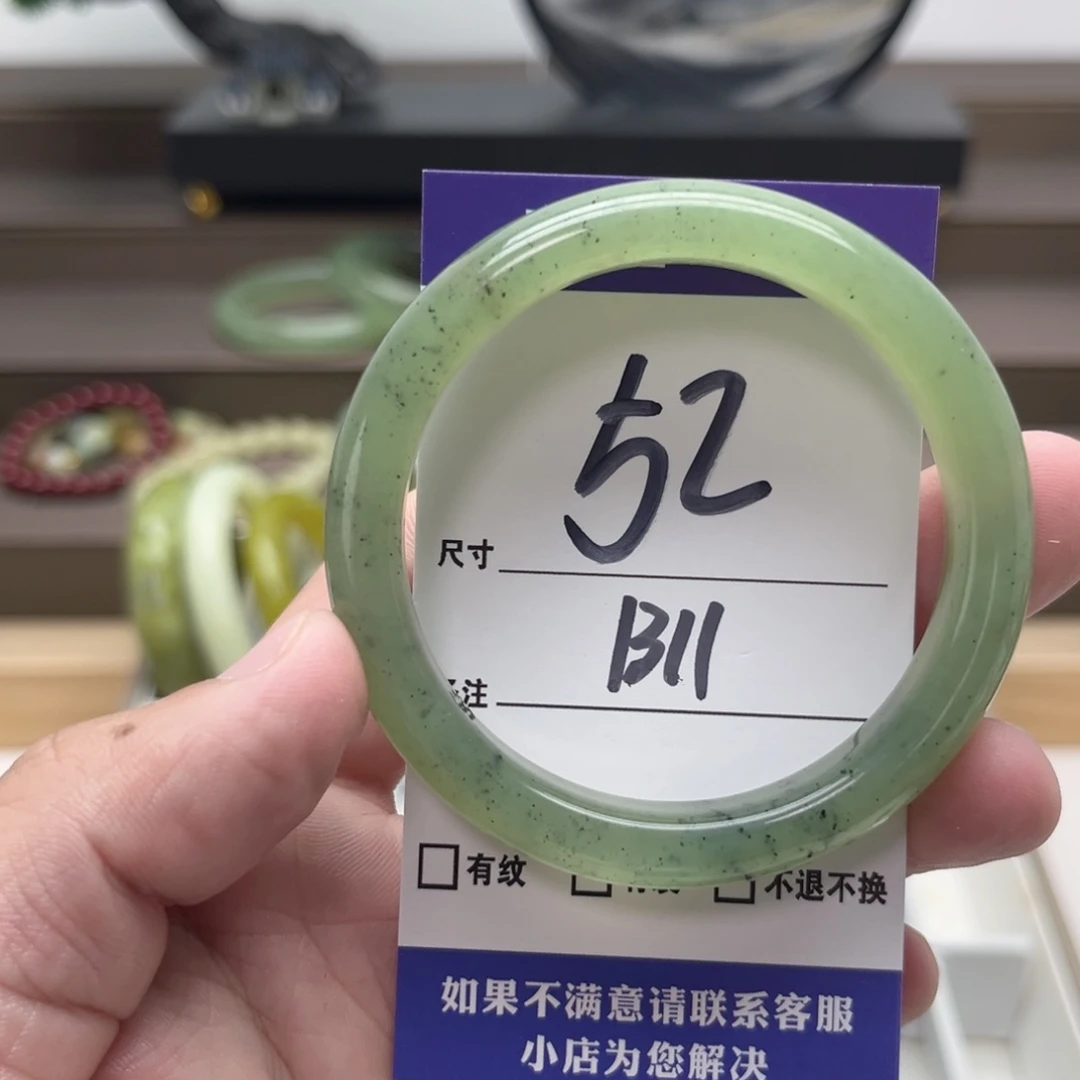 52
尺寸
B11
注
有纹
不退不换
如果不满意请联系客服
小店为您解决